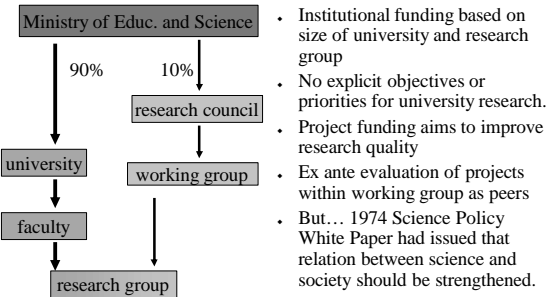 Ministry of Educ. and Science
90%
10%
research council
university
working group
faculty
research group
• Institutional funding based on
size of university and research
group
• No explicit objectives or
priorities for university research.
• Project funding aims to improve
research quality
• Ex ante evaluation of projects
within working group as peers
• But… 1974 Science Policy
White Paper had issued that
relation between science and
society should be strengthened.